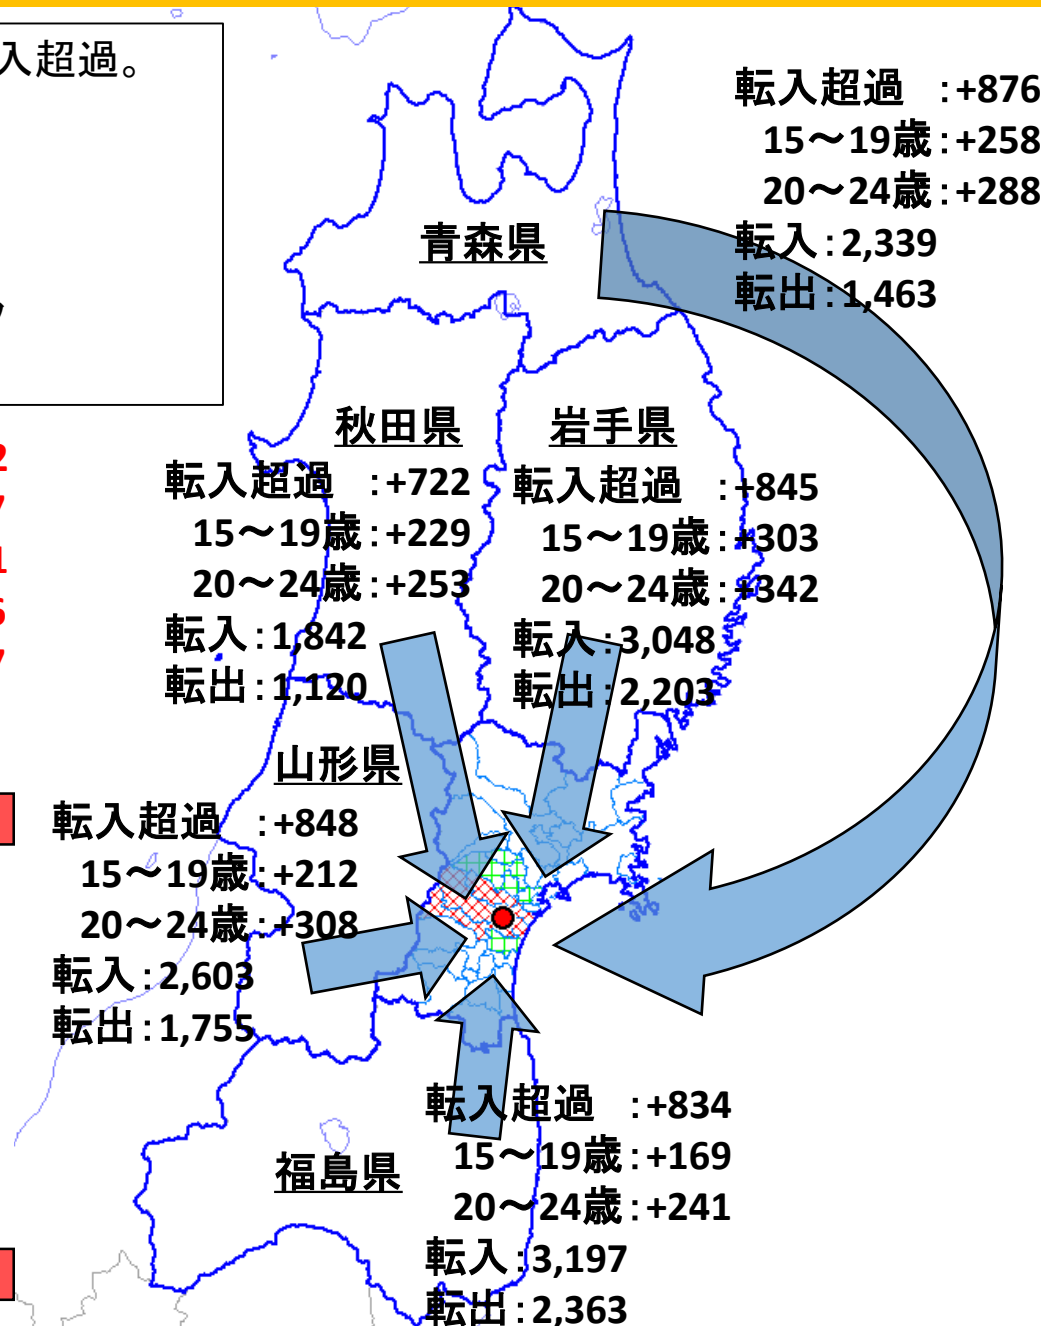 入超過。
2
7
1
6
7
転入超過 :+876
15～19歳:+258
20～24歳:+288
転入:2,339
転出:1,463
青森県
秋田県
転入超過 :+722
15～19歳:+229
20～24歳:+253
転入:1,842
転出:1,120
岩手県
転入超過 :+845
15～19歳:+303
20～24歳:+342
転入:3,048
転出:2,203
山形県
転入超過 :+848
15～19歳:+212
20～24歳:+308
転入:2,603
転出:1,755
福島県
転入超過 :+834
15～19歳:+169
20～24歳:+241
転入:3,197
転出:2,363